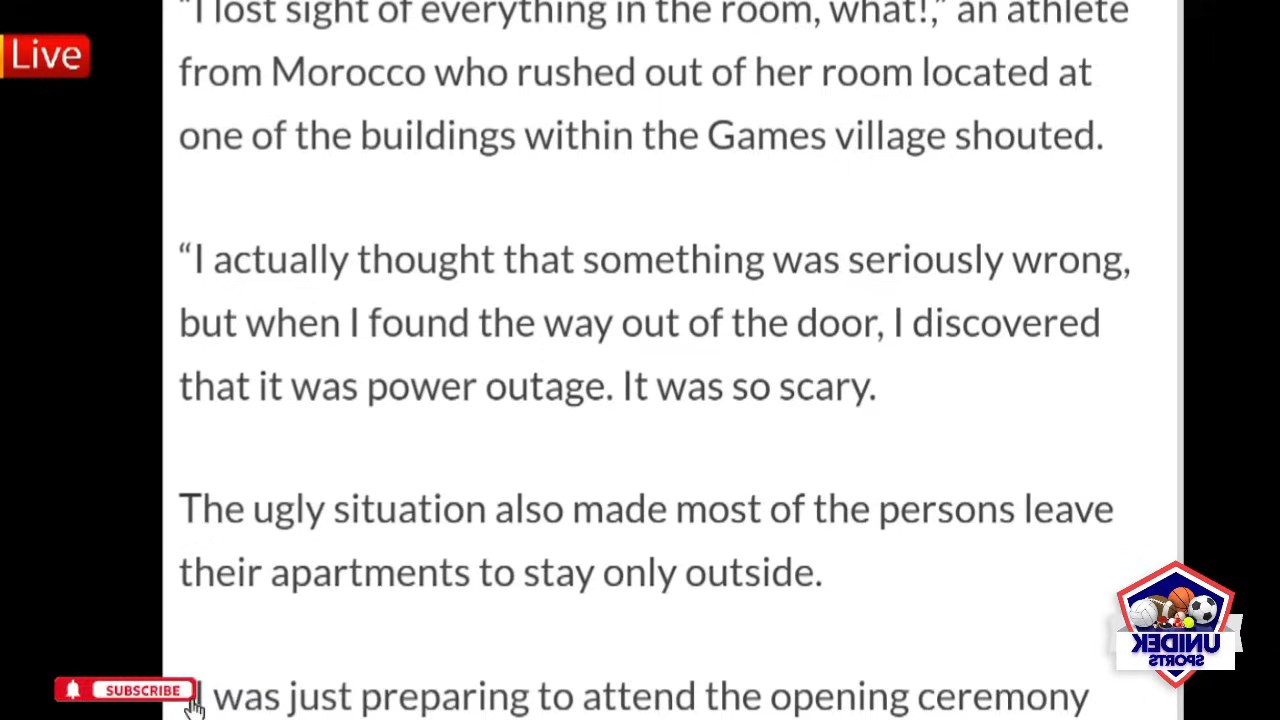 "I lost sight of everything in the room, what!," an athlete
Live
from Morocco who rushed out of her room located at
one of the buildings within the Games village shouted.
“I actually thought that something was seriously wrong,
but when I found the way out of the door, I discovered
that it was power outage. It was so scary.
The ugly situation also made most of the persons leave
their apartments to stay only outside.
UNIDEK
SPORTS
SUBSCRIBE
I was just preparing to attend the opening ceremony